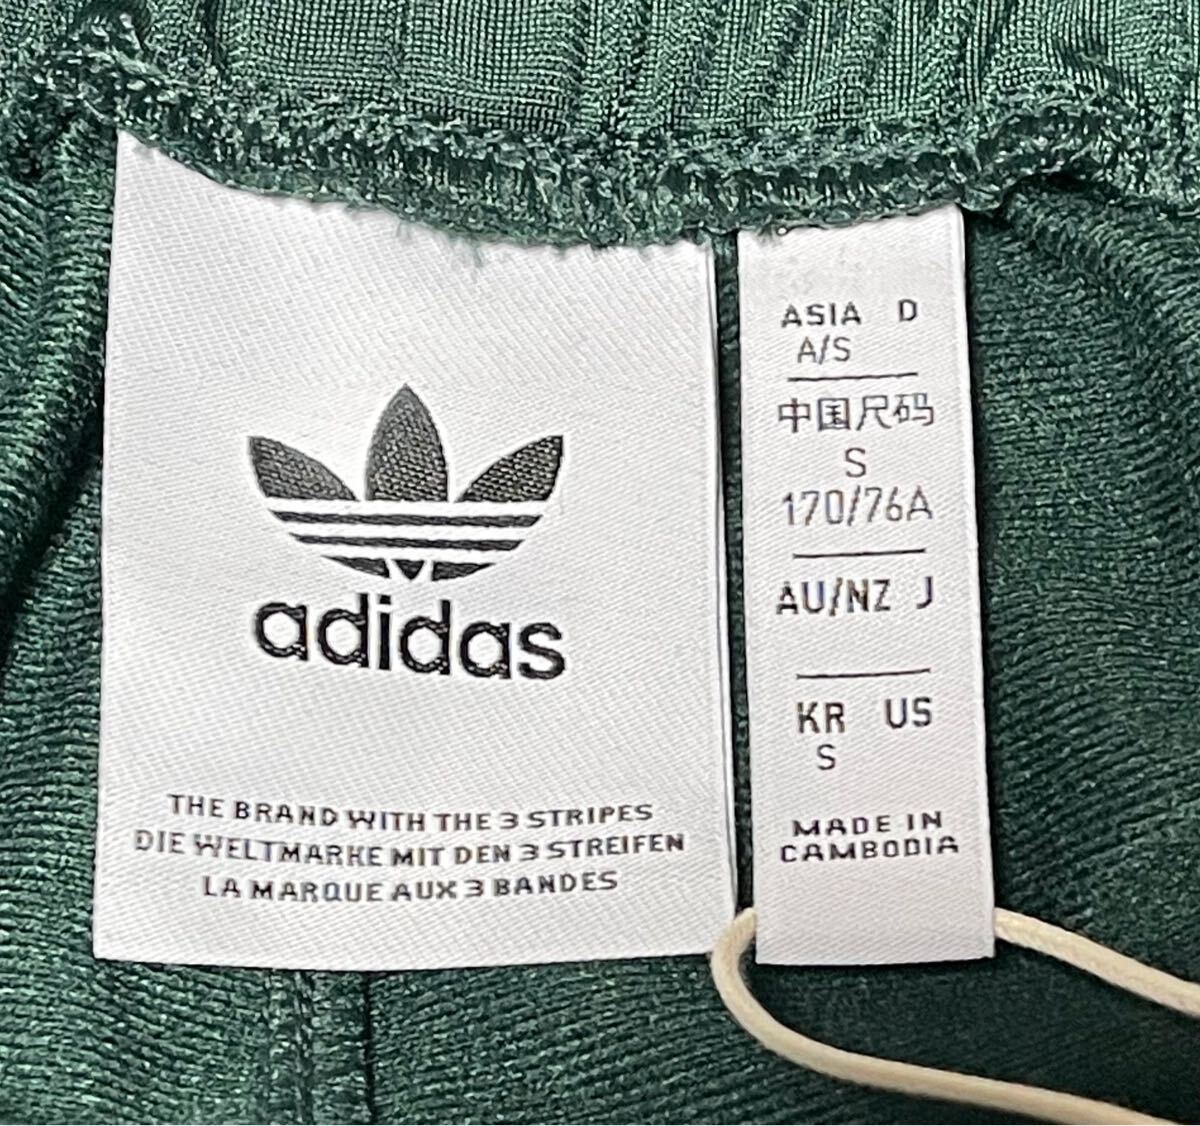 adidas
THE BRAND WITH THE 3 STRIPES
DIE WELTMARKE MIT DEN 3 STREIFEN
LA MARQUE AUX 3 BANDES
ASIA D
A/S
中国尺码
S
170/76A
AU/NZ J
KR US
S
MADE IN
CAMBODIA